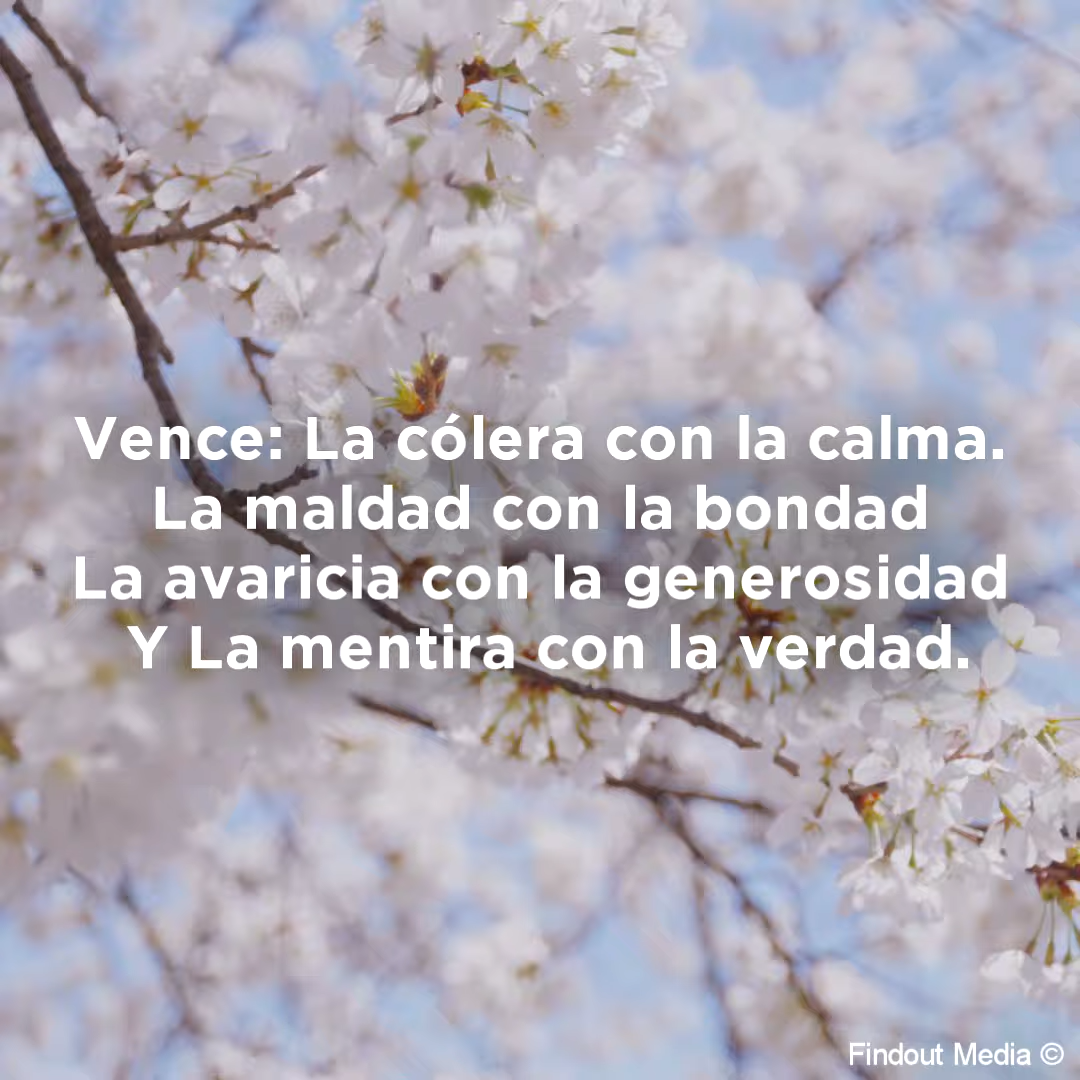 Vence: La cólera con la calma.
La maldad con la bondad
La avaricia con la generosidad
Y La mentira con la verdad.
Findout Media ©